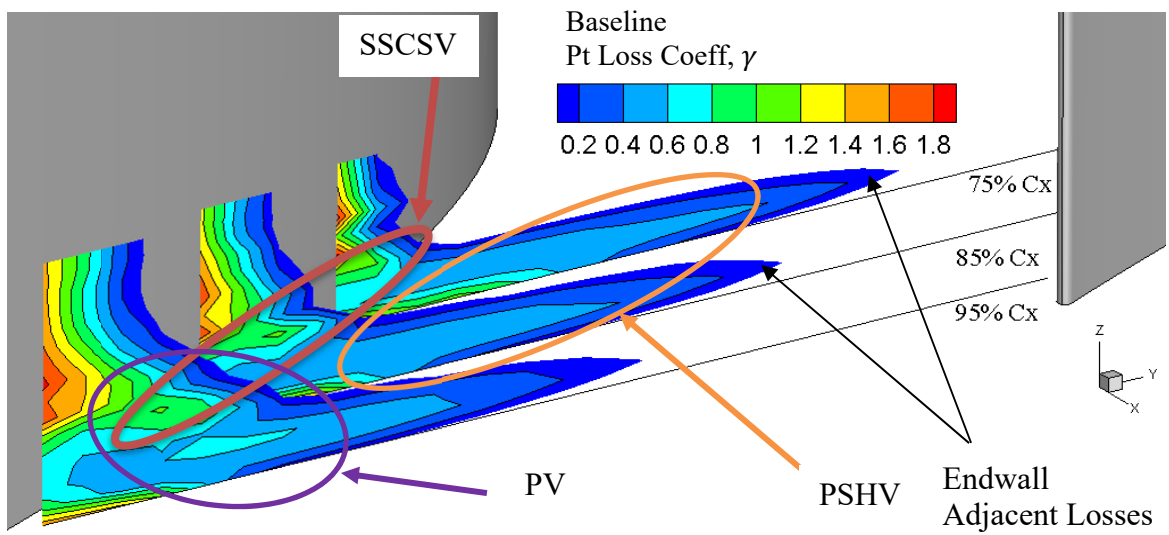 SSCSV
Baseline
Pt Loss Coeff, γ
0.2 0.4 0.6 0.8 1 1.2 1.4 1.6 1.8
75% Cx
85% Cx
95% Cx
Z
Y
X
PV
PSHV
Endwall
Adjacent Losses